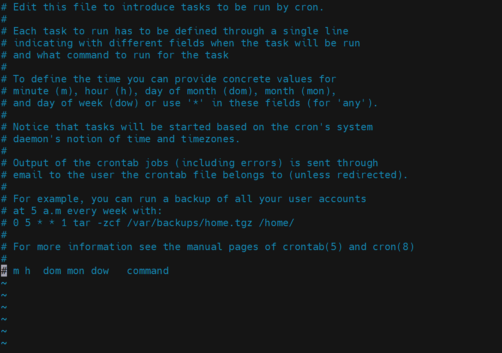 # Edit this file to introduce tasks to be run by cron.
#
# Each task to run has to be defined through a single line
# indicating with different fields when the task will be run
# and what command to run for the task
#
# To define the time you can provide concrete values for
# minute (m), hour (h), day of month (dom), month (mon),
# and day of week (dow) or use '*' in these fields (for 'any').
#
# Notice that tasks will be started based on the cron's system
# daemon's notion of time and timezones.
#
# Output of the crontab jobs (including errors) is sent through
# email to the user the crontab file belongs to (unless redirected).
#
# For example, you can run a backup of all your user accounts
# at 5 a.m every week with:
# 0 5 * * 1 tar -zcf /var/backups/home.tgz /home/
#
# For more information see the manual pages of crontab(5) and cron(8)
#
# m h  dom mon dow   command
~
~
~
~
~
~